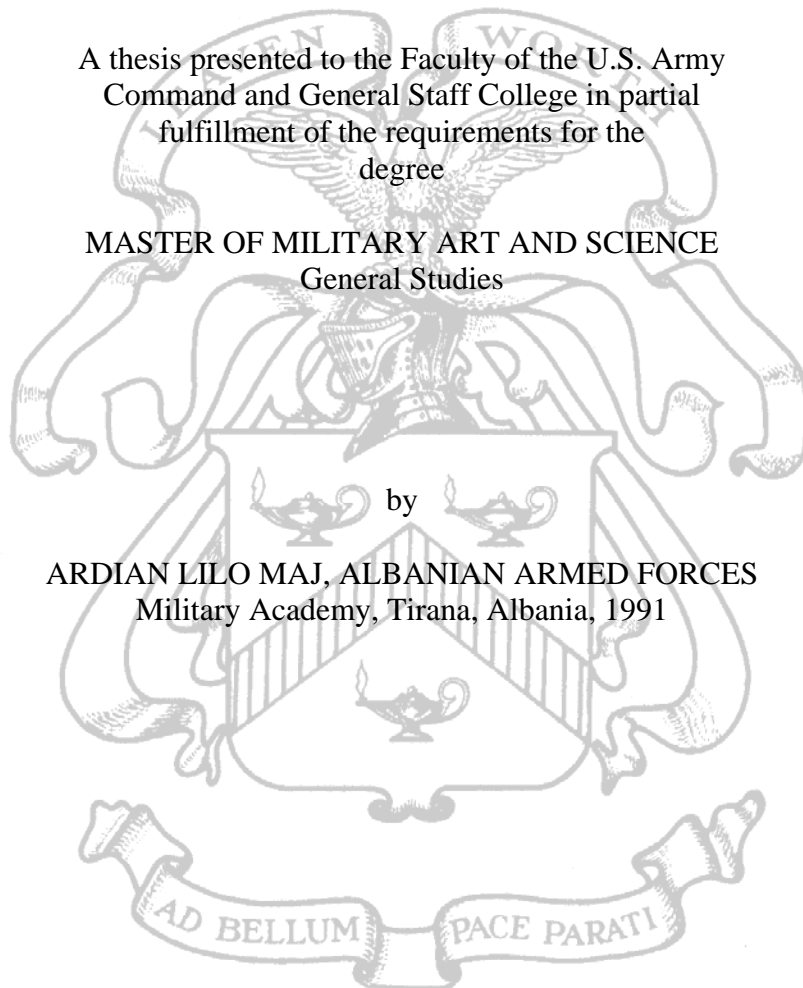 LEAVEN WORTH
A thesis presented to the Faculty of the U.S. Army
Command and General Staff College in partial
fulfillment of the requirements for the
degree
MASTER OF MILITARY ART AND SCIENCE
General Studies
by
ARDIAN LILO MAJ, ALBANIAN ARMED FORCES
Military Academy, Tirana, Albania, 1991
AD BELLUM PACE PARATI